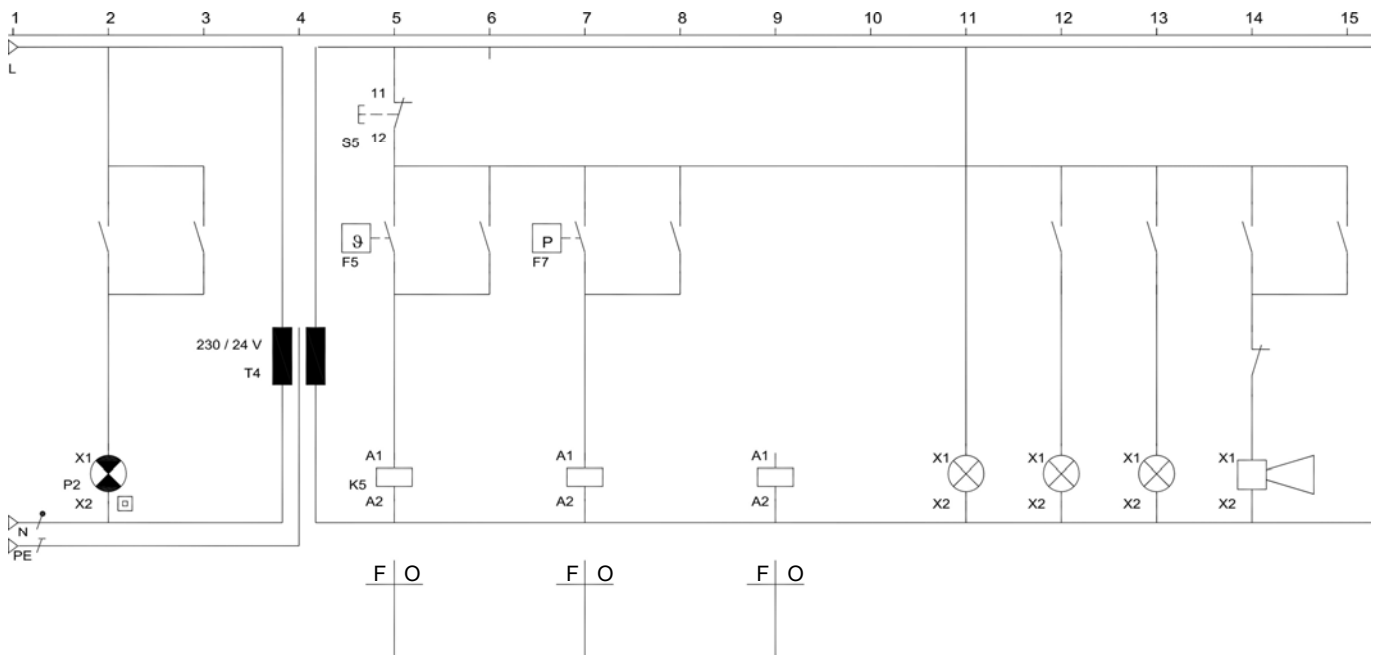 1 2 3 4 5 6 7 8 9 10 11 12 13 14 15
L
11
S5 12
ϑ P
F5 F7
230 / 24 V
T4
X1 A1 A1 A1 X1 X1 X1 X1
P2 K5
X2 A2 A2 A2 X2 X2 X2 X2
N
PE
F O F O F O